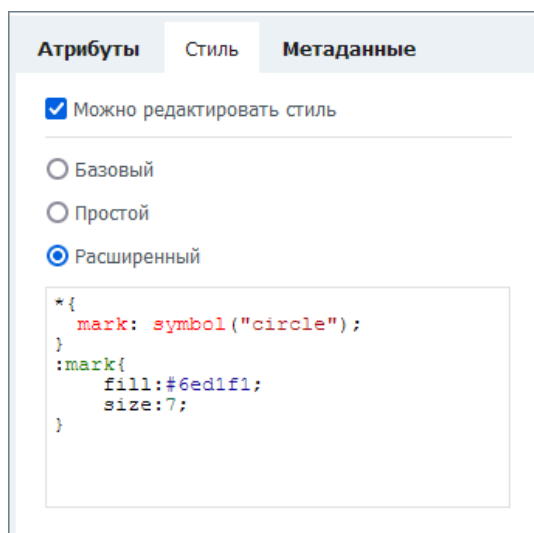 Атрибуты Стиль Метаданные
Можно редактировать стиль
Базовый
Простой
Расширенный
*{
  mark: symbol("circle");
}
:mark{
    fill:#6ed1f1;
    size:7;
}